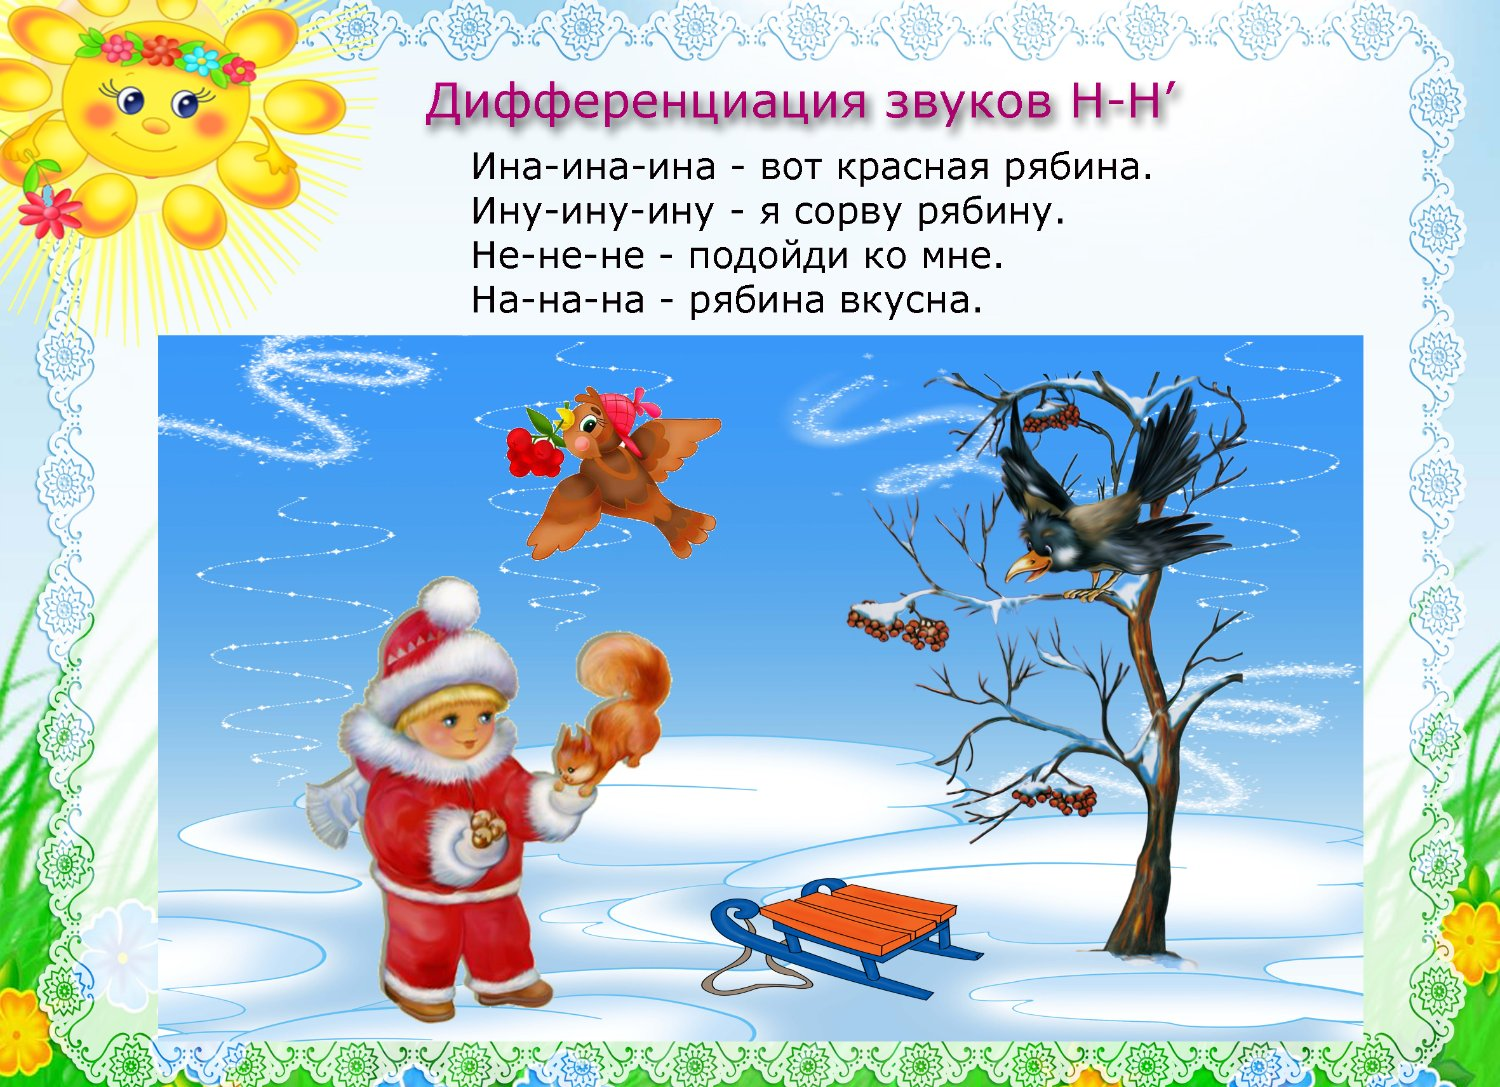 Дифференциация звуков Н-Н’
Ина-ина-ина - вот красная рябина.
Ину-ину-ину - я сорву рябину.
Не-не-не - подойди ко мне.
На-на-на - рябина вкусна.